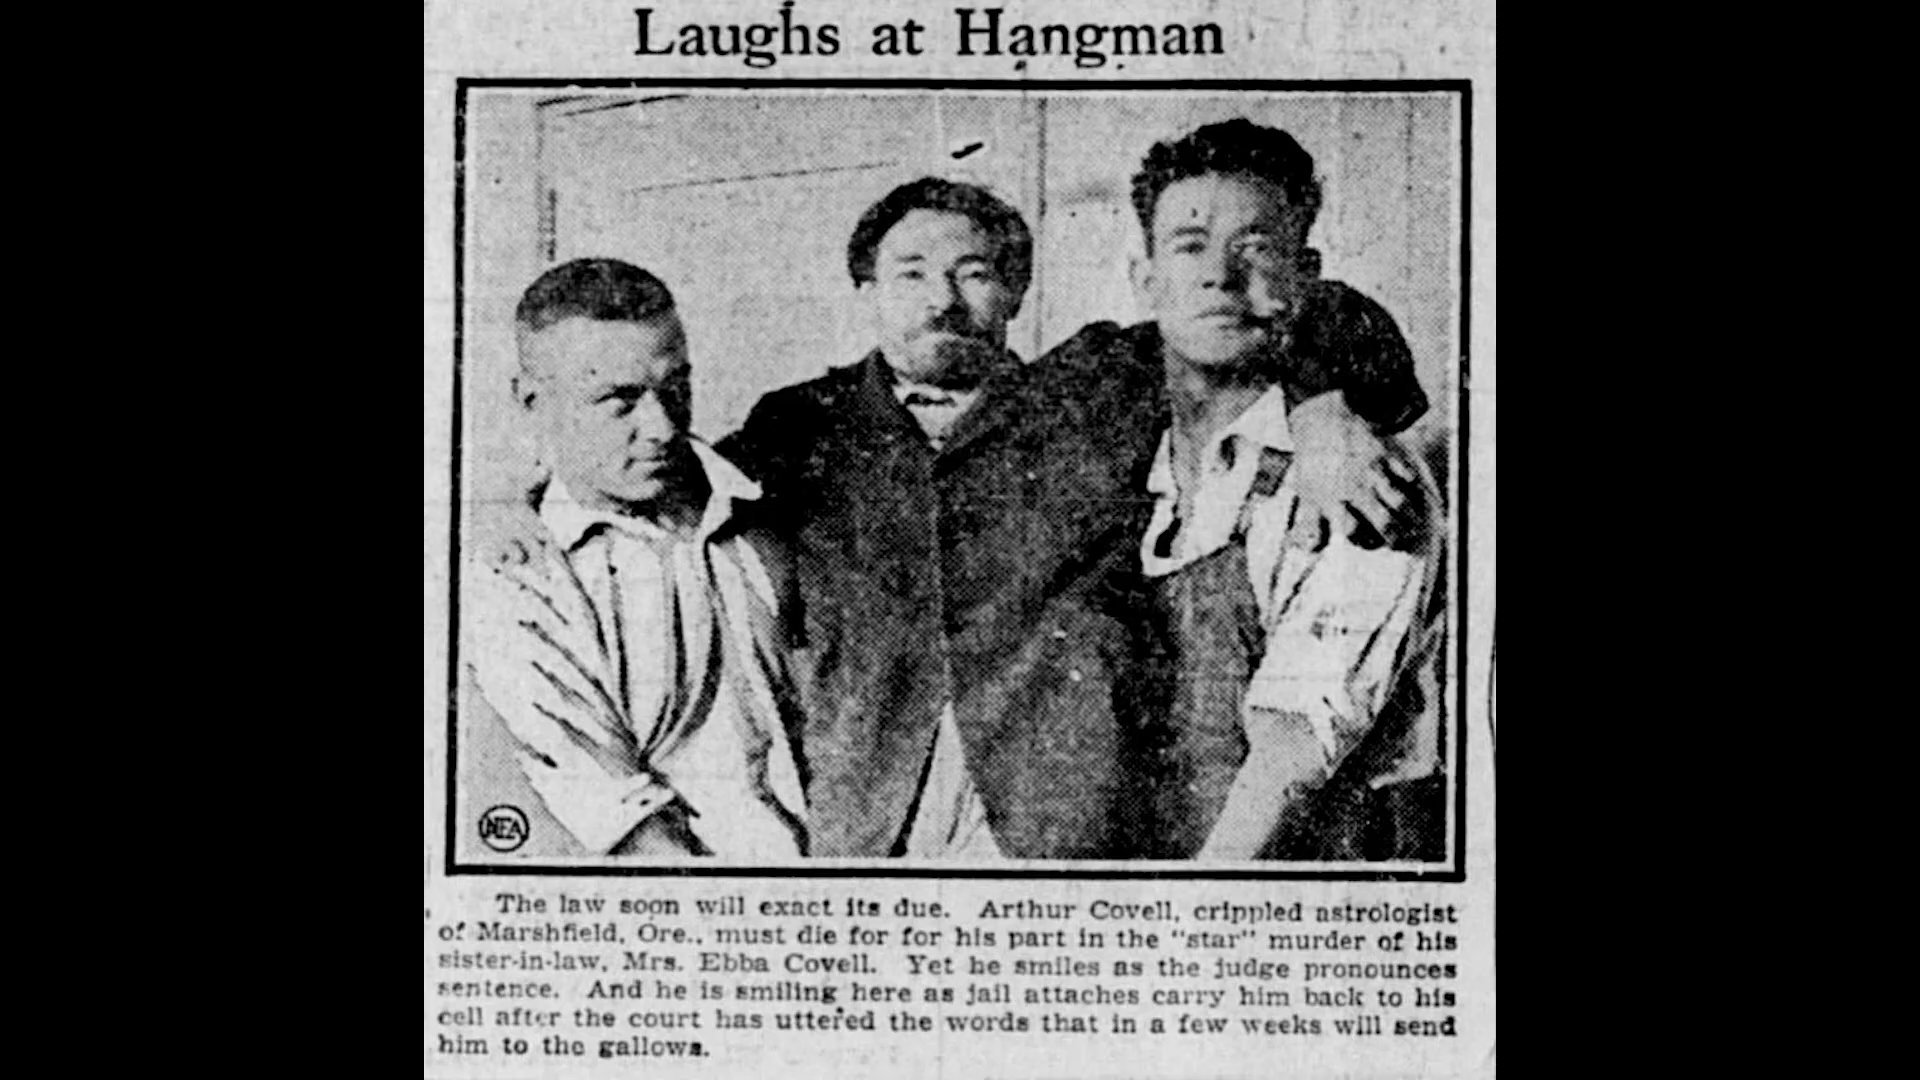 Laughs at Hangman
NEA
The law soon will exact its due. Arthur Covell, crippled astrologist
of Marshfield, Ore., must die for for his part in the "star" murder of his
sister-in-law, Mrs. Ebba Covell. Yet he smiles as the judge pronounces
sentence. And he is smiling here as jail attaches carry him back to his
cell after the court has uttered the words that in a few weeks will send
him to the gallows.